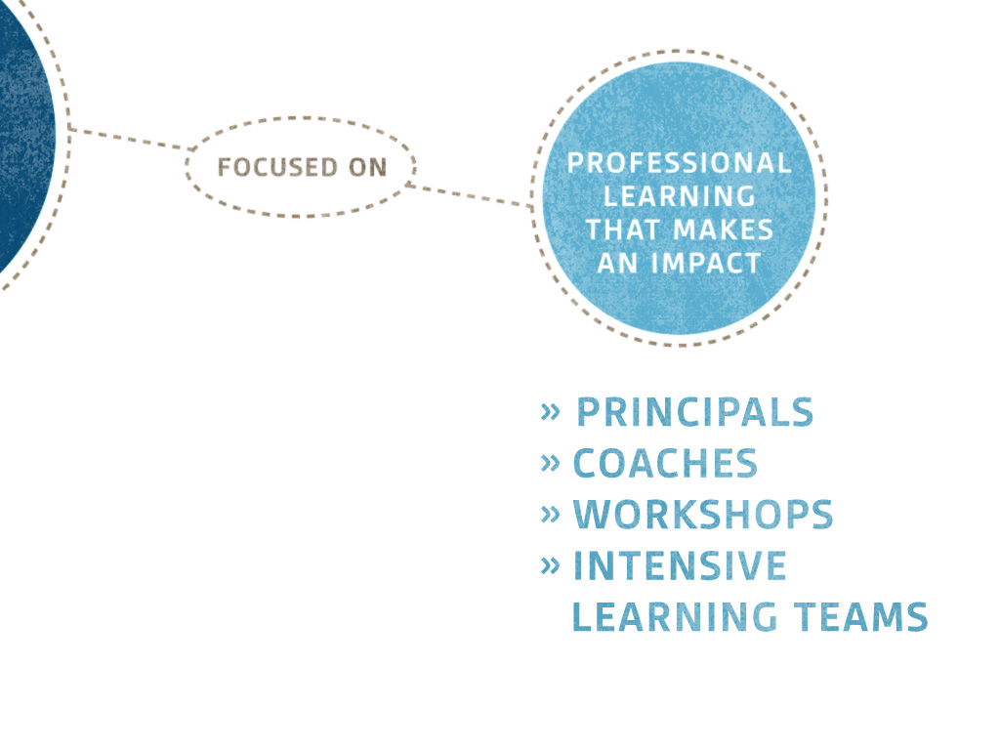 FOCUSED ON
PROFESSIONAL
LEARNING
THAT MAKES
AN IMPACT
» PRINCIPALS
» COACHES
» WORKSHOPS
» INTENSIVE
LEARNING TEAMS